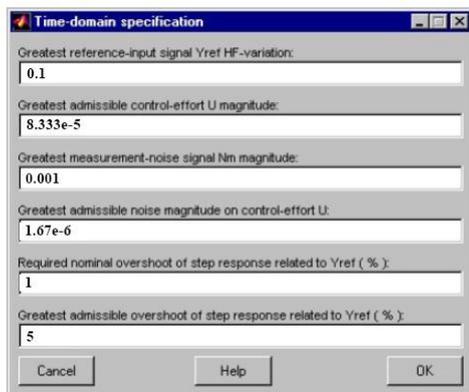 Time-domain specification
Greatest reference-input signal Yref HF-variation:
0.1
Greatest admissible control-effort U magnitude:
8.333e-5
Greatest measurement-noise signal Nm magnitude:
0.001
Greatest admissible noise magnitude on control-effort U:
1.67e-6
Required nominal overshoot of step response related to Yref ( % ):
1
Greatest admissible overshoot of step response related to Yref ( % ):
5
Cancel Help OK